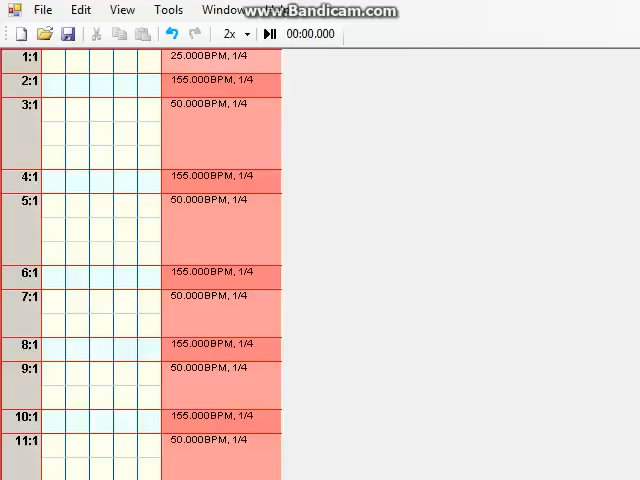 File Edit View Tools Window www.Bandicam.com
2x 00:00.000
1:1 25.000BPM, 1/4
2:1 155.000BPM, 1/4
3:1 50.000BPM, 1/4
4:1 155.000BPM, 1/4
5:1 50.000BPM, 1/4
6:1 155.000BPM, 1/4
7:1 50.000BPM, 1/4
8:1 155.000BPM, 1/4
9:1 50.000BPM, 1/4
10:1 155.000BPM, 1/4
11:1 50.000BPM, 1/4